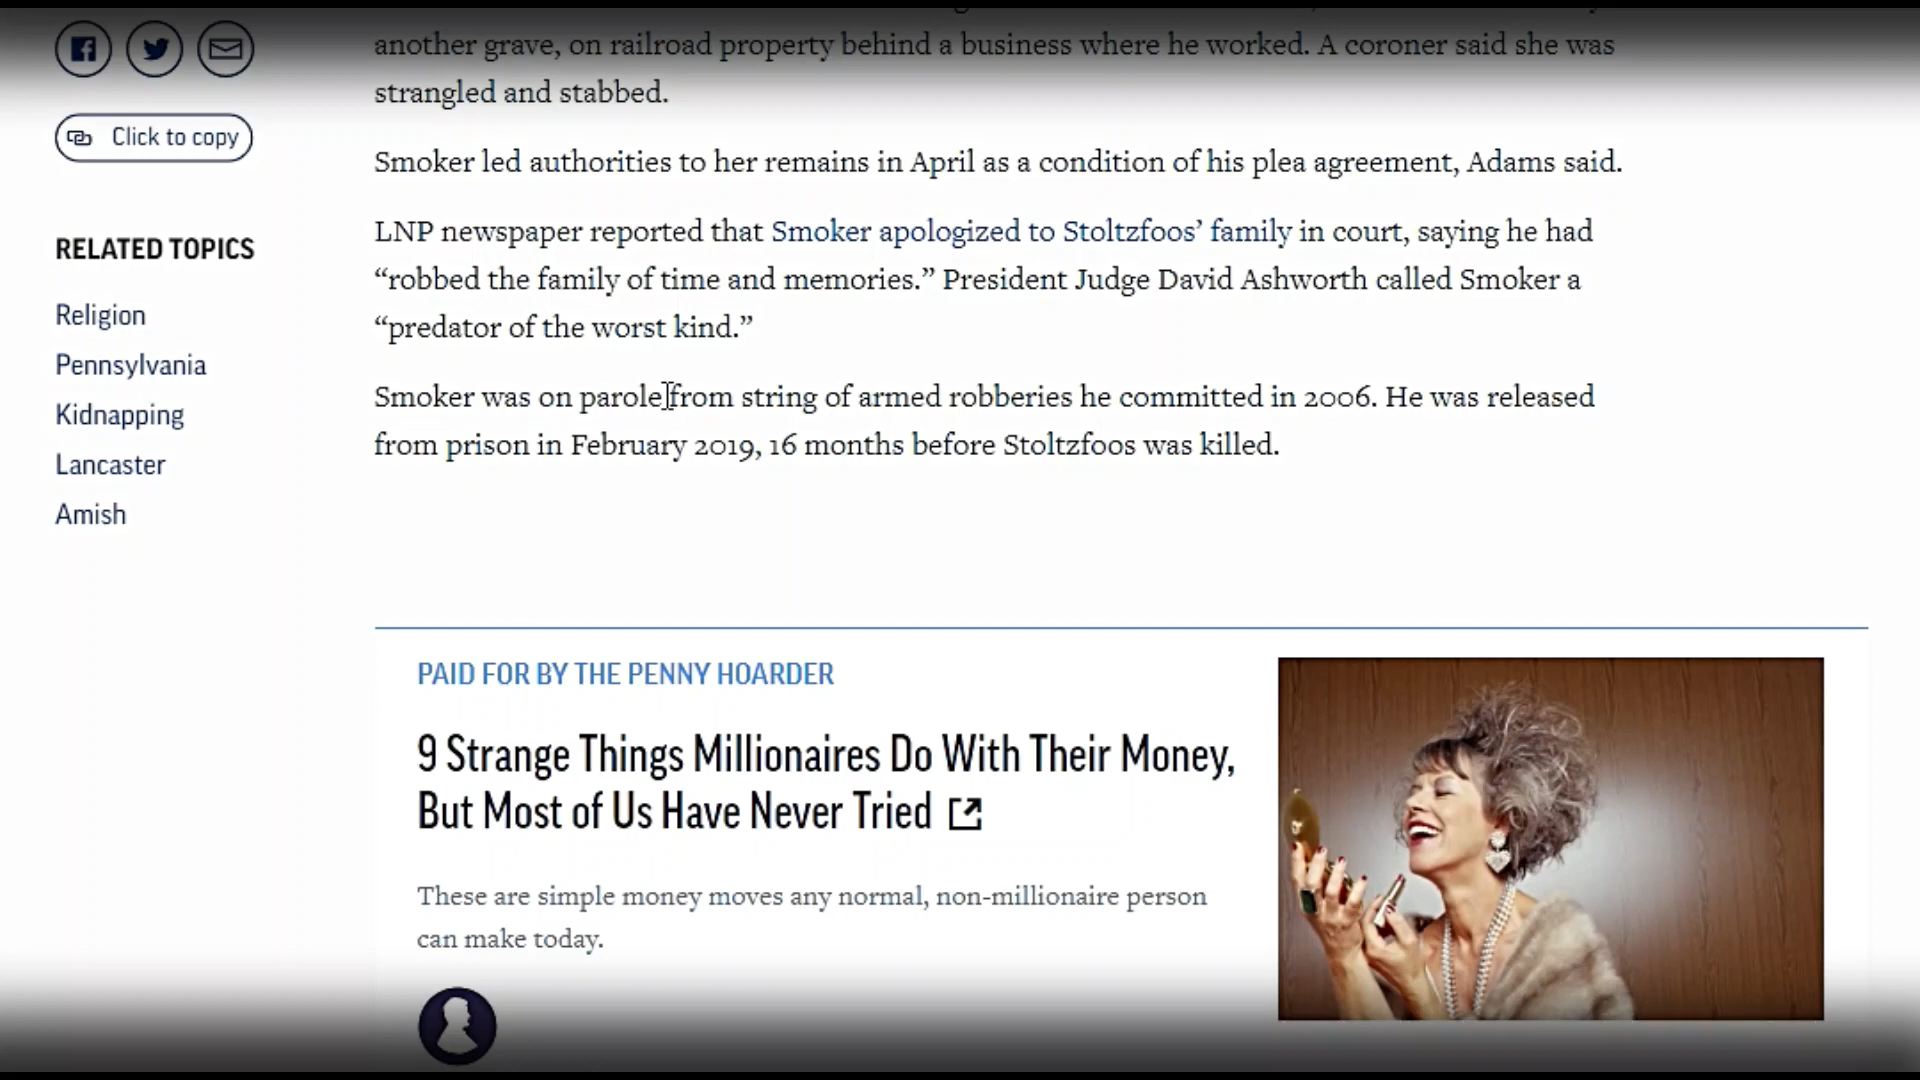 another grave, on railroad property behind a business where he worked. A coroner said she was
strangled and stabbed.
Click to copy
Smoker led authorities to her remains in April as a condition of his plea agreement, Adams said.
LNP newspaper reported that Smoker apologized to Stoltzfoos’ family in court, saying he had
“robbed the family of time and memories.” President Judge David Ashworth called Smoker a
“predator of the worst kind.”
Smoker was on parole from string of armed robberies he committed in 2006. He was released
from prison in February 2019, 16 months before Stoltzfoos was killed.
RELATED TOPICS
Religion
Pennsylvania
Kidnapping
Lancaster
Amish
PAID FOR BY THE PENNY HOARDER
9 Strange Things Millionaires Do With Their Money,
But Most of Us Have Never Tried
These are simple money moves any normal, non-millionaire person
can make today.